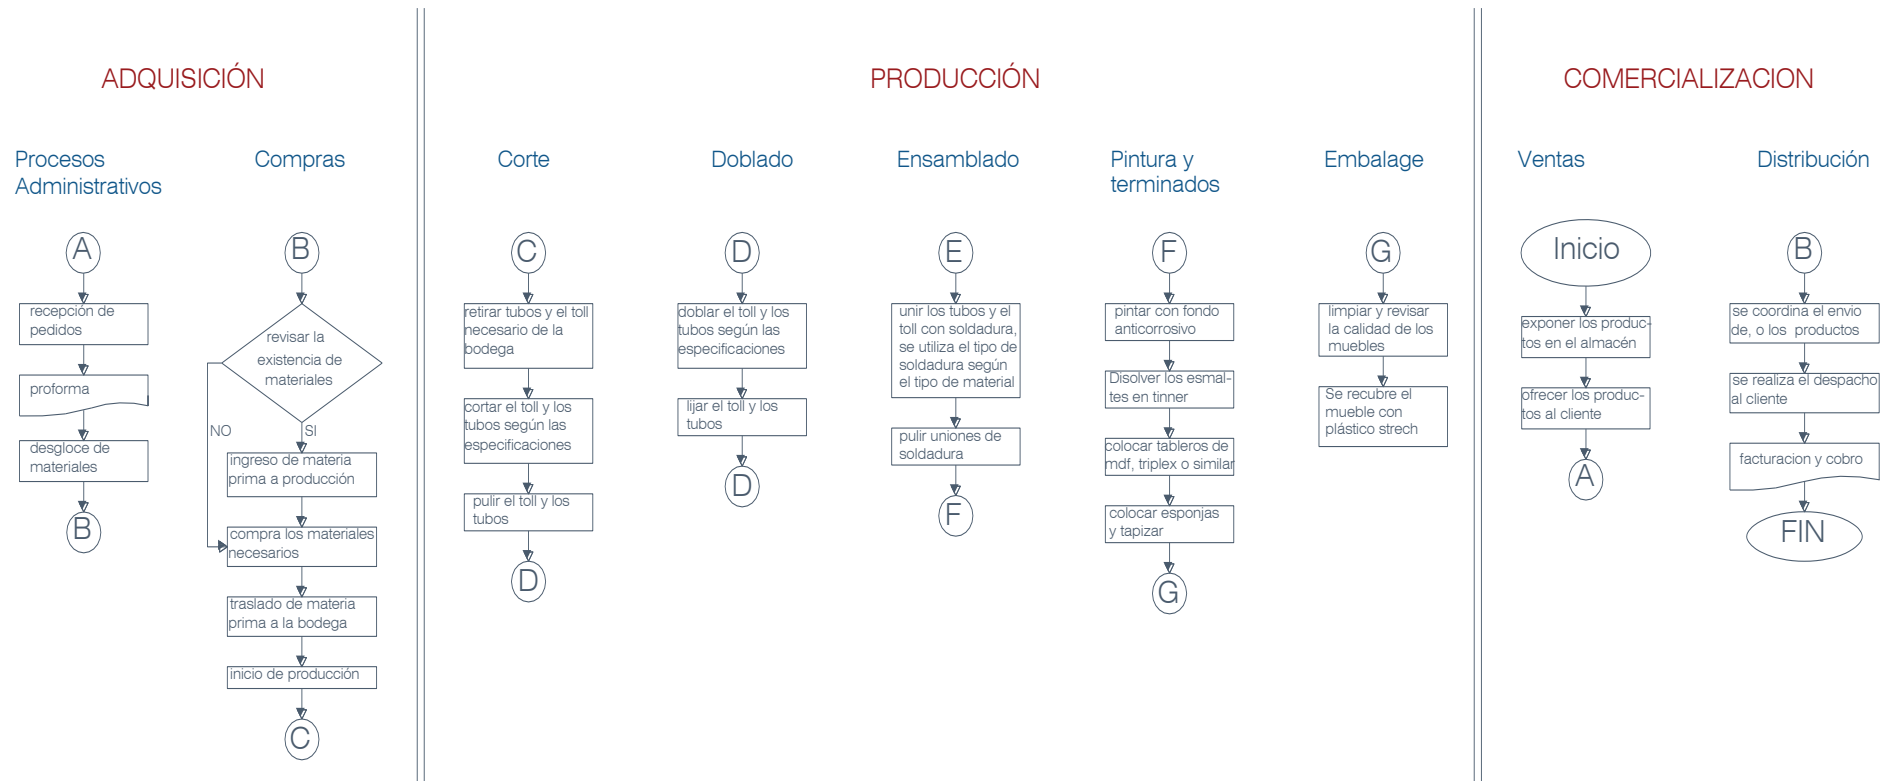 ADQUISICIÓN
Procesos
Administrativos
A
recepción de
pedidos
proforma
desgloce de
materiales
B
Compras
B
revisar la
existencia de
materiales
NO
SI
ingreso de materia
prima a producción
compra los materiales
necesarios
traslado de materia
prima a la bodega
inicio de producción
C
PRODUCCIÓN
Corte
C
retirar tubos y el toll
necesario de la
bodega
cortar el toll y los
tubos según las
especificaciones
pulir el toll y los
tubos
D
Doblado
D
doblar el toll y los
tubos según las
especificaciones
lijar el toll y los
tubos
D
Ensamblado
E
unir los tubos y el
toll con soldadura,
se utiliza el tipo de
soldadura según
el tipo de material
pulir uniones de
soldadura
F
Pintura y
terminados
F
pintar con fondo
anticorrosivo
Disolver los esmal-
tes en tinner
colocar tableros de
mdf, triplex o similar
colocar esponjas
y tapizar
G
Embalage
G
limpiar y revisar
la calidad de los
muebles
Se recubre el
mueble con
plástico strech
COMERCIALIZACION
Ventas
Inicio
exponer los produc-
tos en el almacén
ofrecer los produc-
tos al cliente
A
Distribución
B
se coordina el envio
de, o los productos
se realiza el despacho
al cliente
facturacion y cobro
FIN